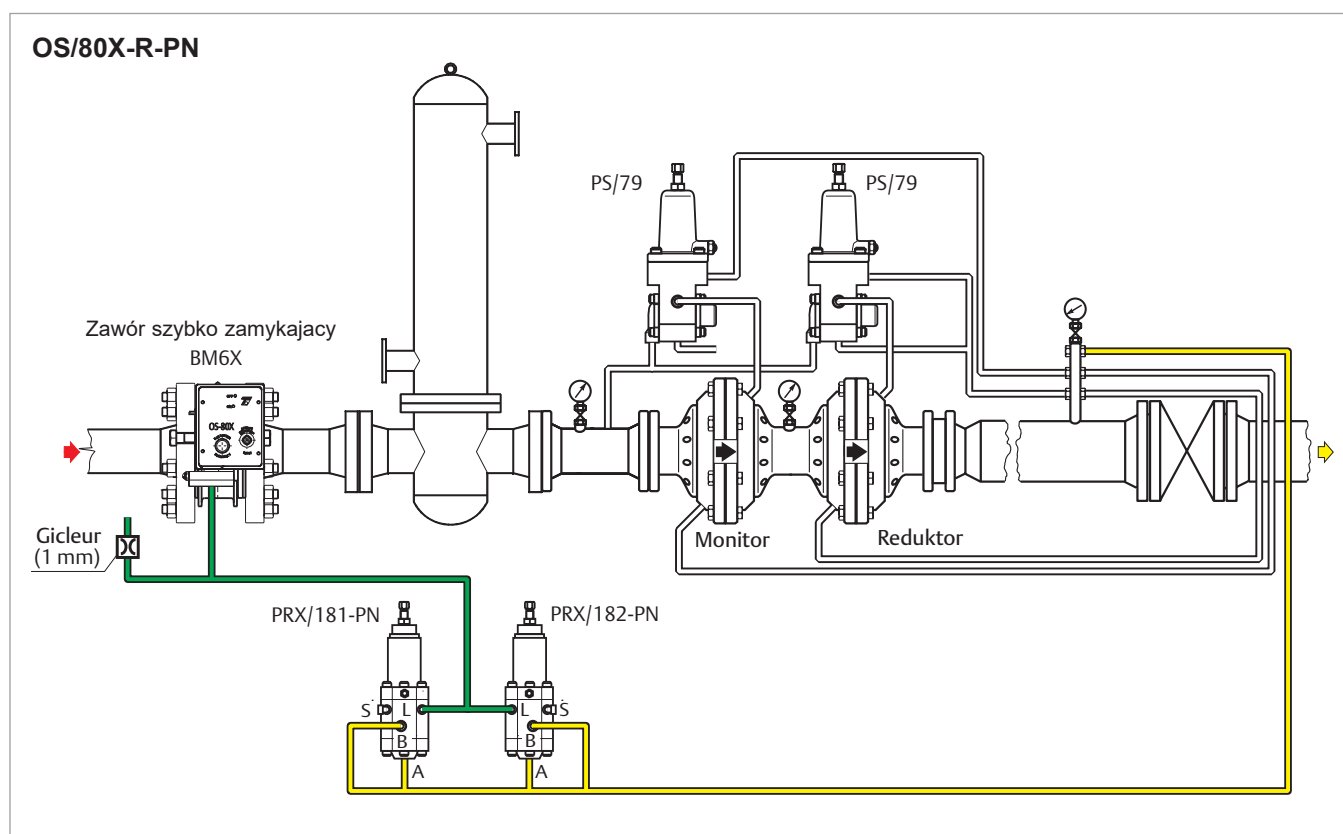 OS/80X-R-PN
PS/79
PS/79
Zawór szybko zamykajacy
BM6X
OS-80X
Gicleur
(1 mm)
Monitor
Reduktor
PRX/181-PN
PRX/182-PN
S
L
L
S
B
B
A
A